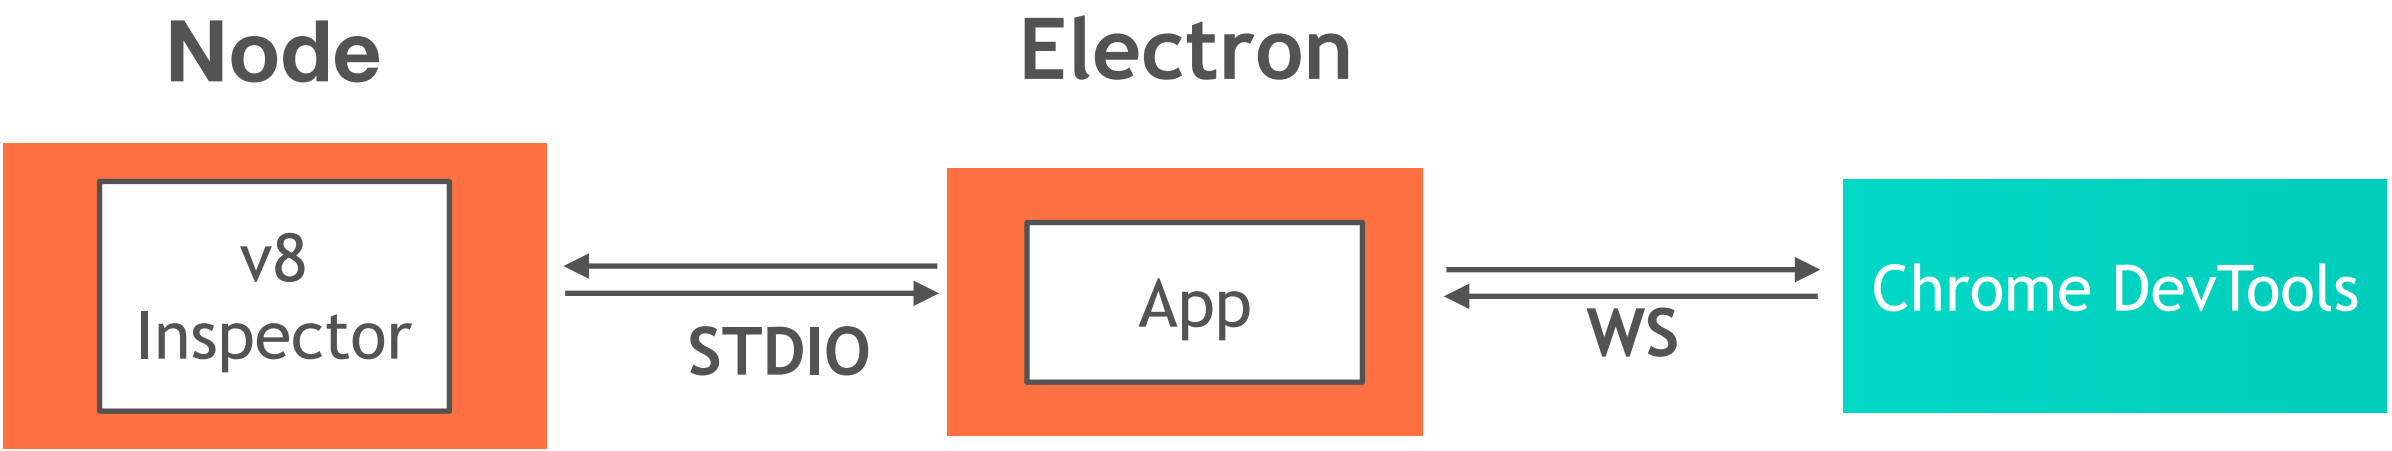 Node
Electron
v8
Inspector
STDIO
App
WS
Chrome DevTools